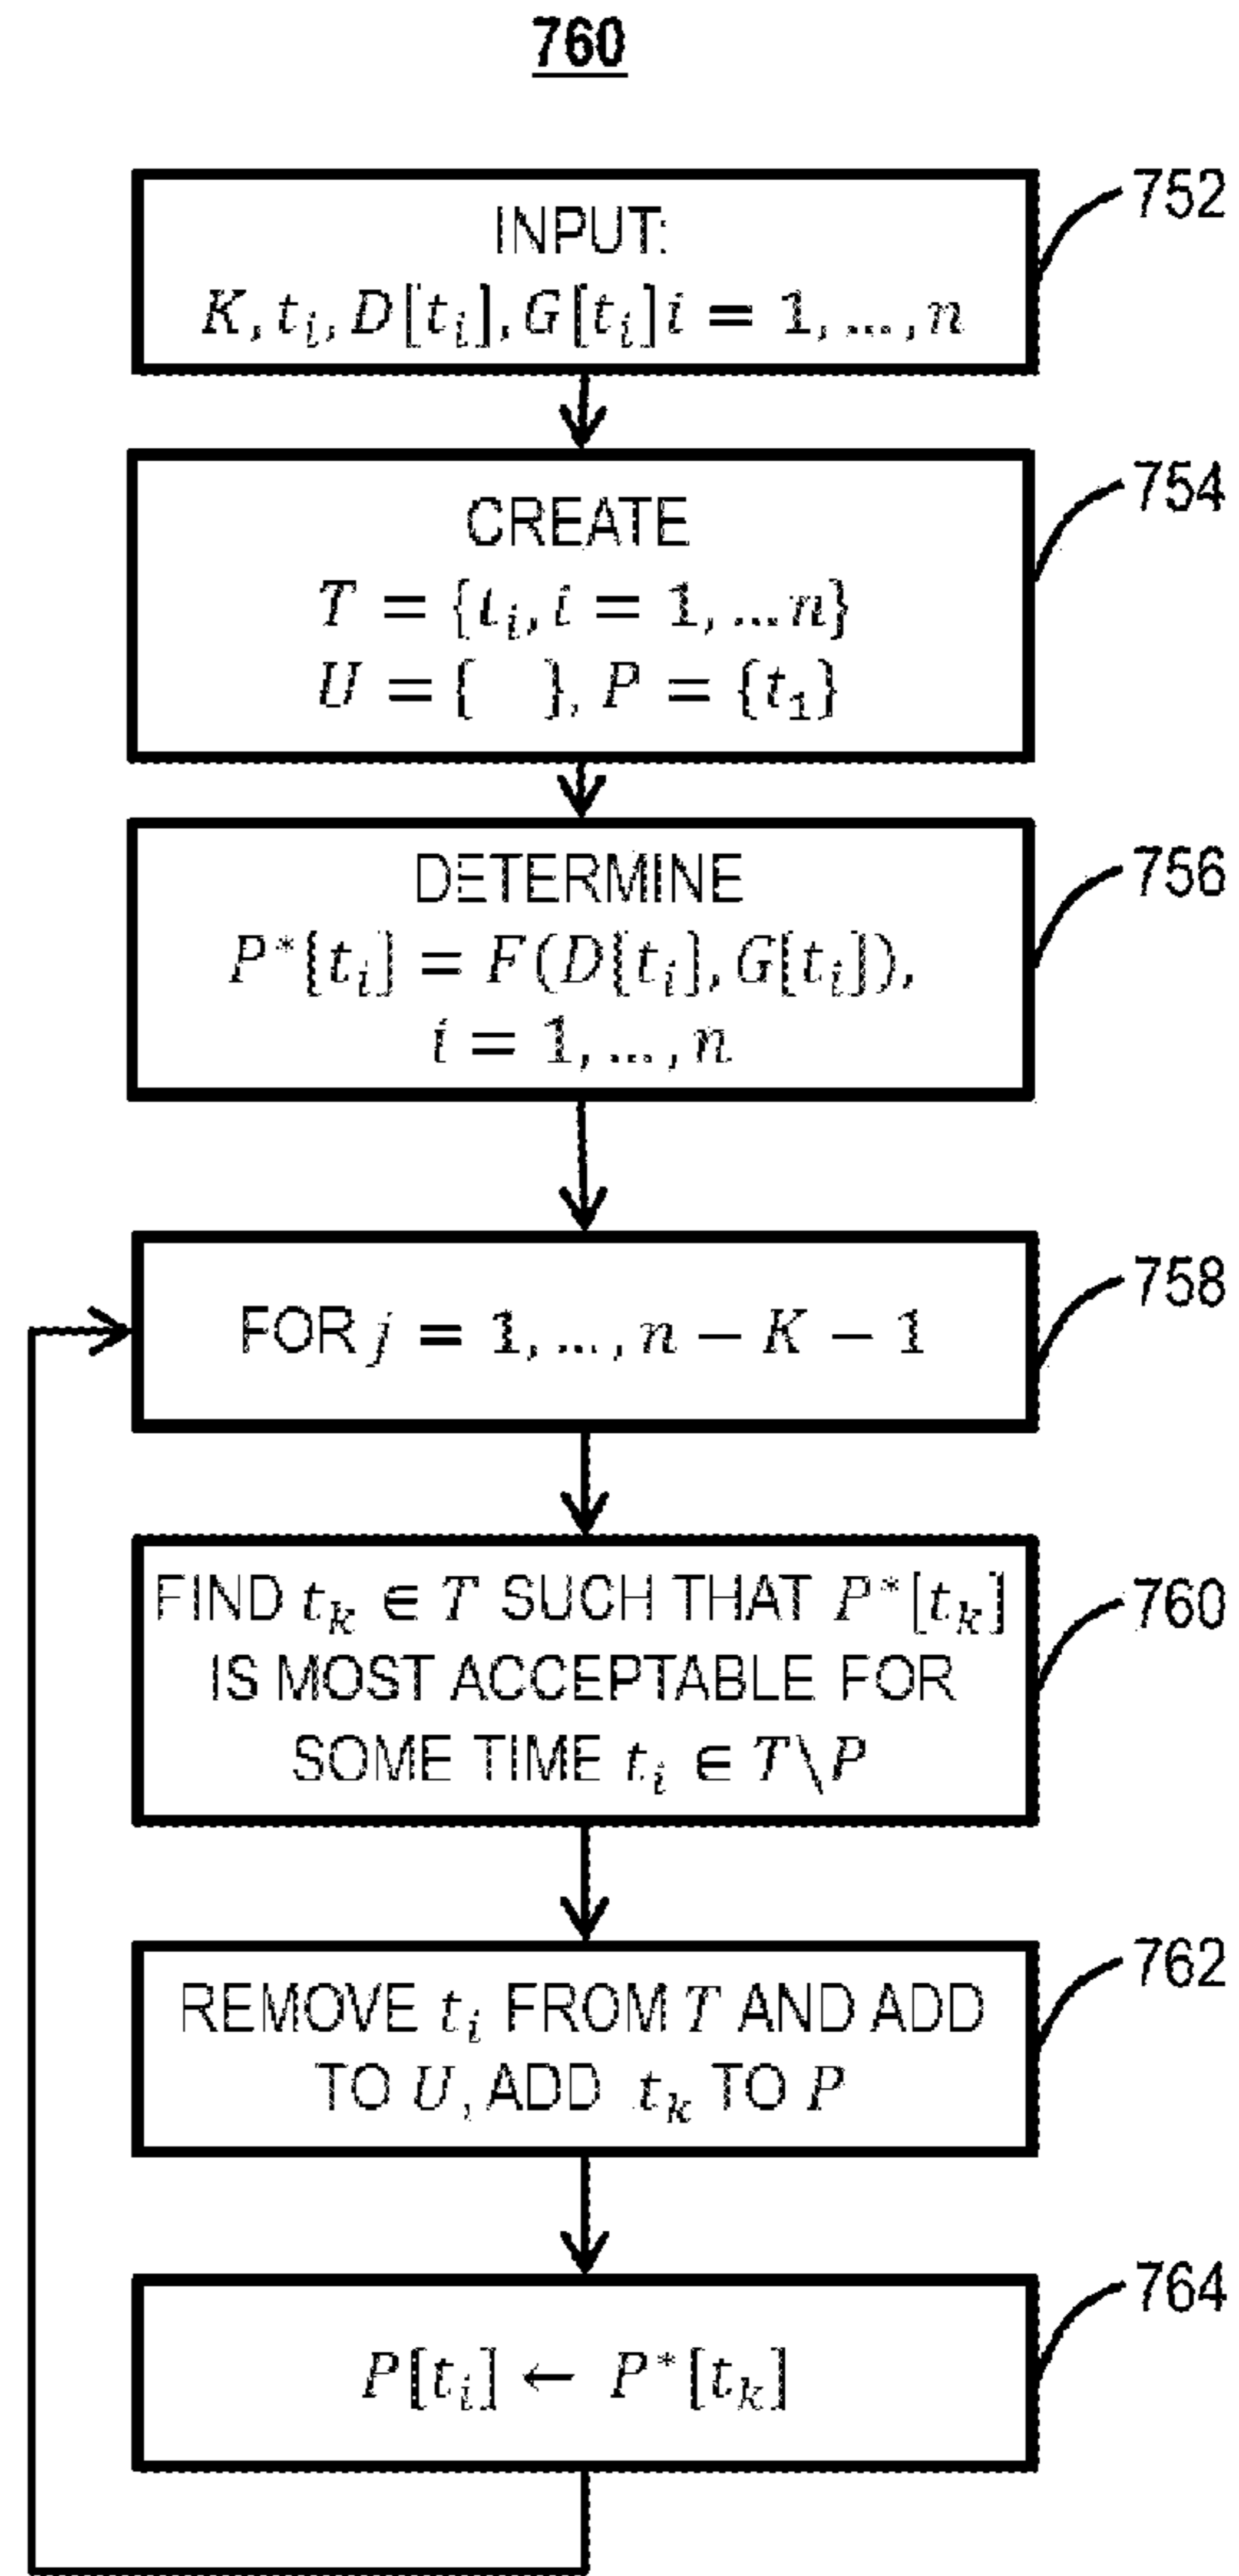 760
752
INPUT:
K, t_i, D[t_i], G[t_i] i = 1, ..., n
754
CREATE
T = {t_i, i = 1, ... n}
U = { }, P = {t_1}
756
DETERMINE
P*[t_i] = F(D[t_i], G[t_i]),
i = 1, ..., n
758
FOR j = 1, ..., n − K − 1
760
FIND t_k ∈ T SUCH THAT P*[t_k]
IS MOST ACCEPTABLE FOR
SOME TIME t_i ∈ T\P
762
REMOVE t_i FROM T AND ADD
TO U, ADD t_k TO P
764
P[t_i] ← P*[t_k]